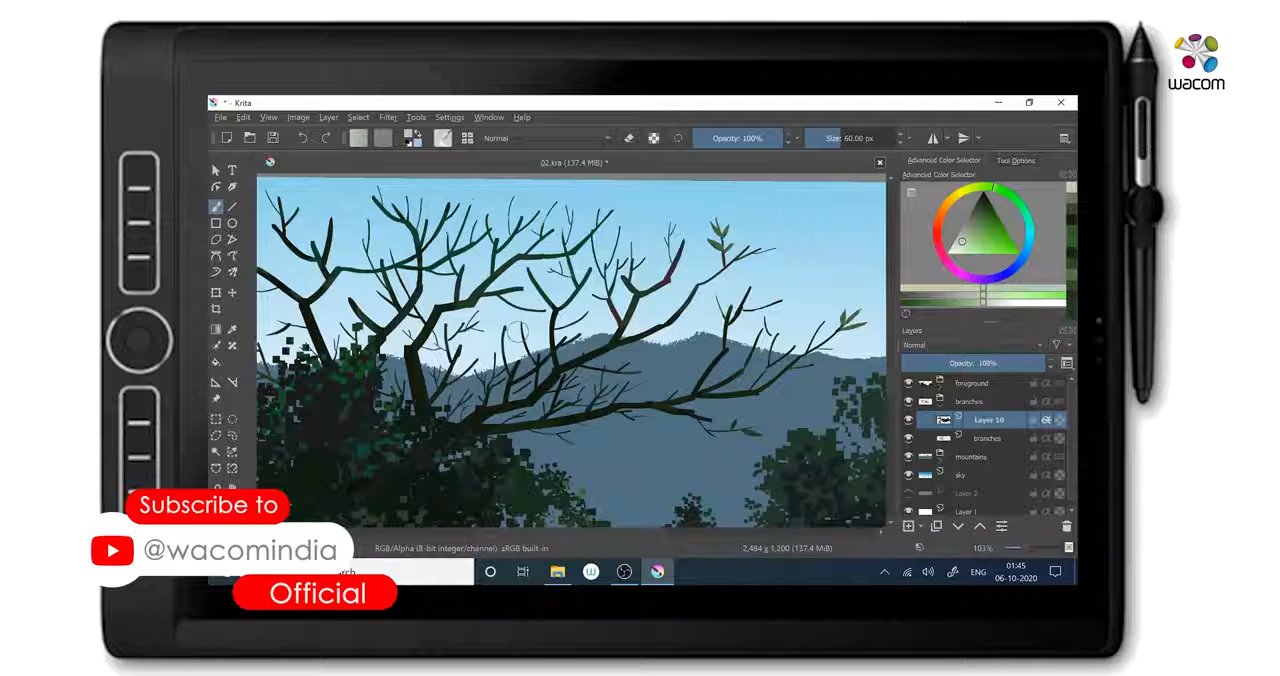 wacom
* - Krita
File Edit View Image Layer Select Filter Tools Settings Window Help
Normal
Opacity: 100%
Size: 60.00 px
02.kra (137.4 MiB) *
Advanced Color Selector Tool Options
Advanced Color Selector
Layers
Normal
Opacity: 100%
foreground
branches
Layer 10
branches
mountains
sky
Layer 2
Layer 1
Subscribe to
@wacomindia
Official
RGB/Alpha (8-bit integer/channel) sRGB built-in
2,484 x 1,200 (137.4 MiB)
103%
ENG
01:45
06-10-2020